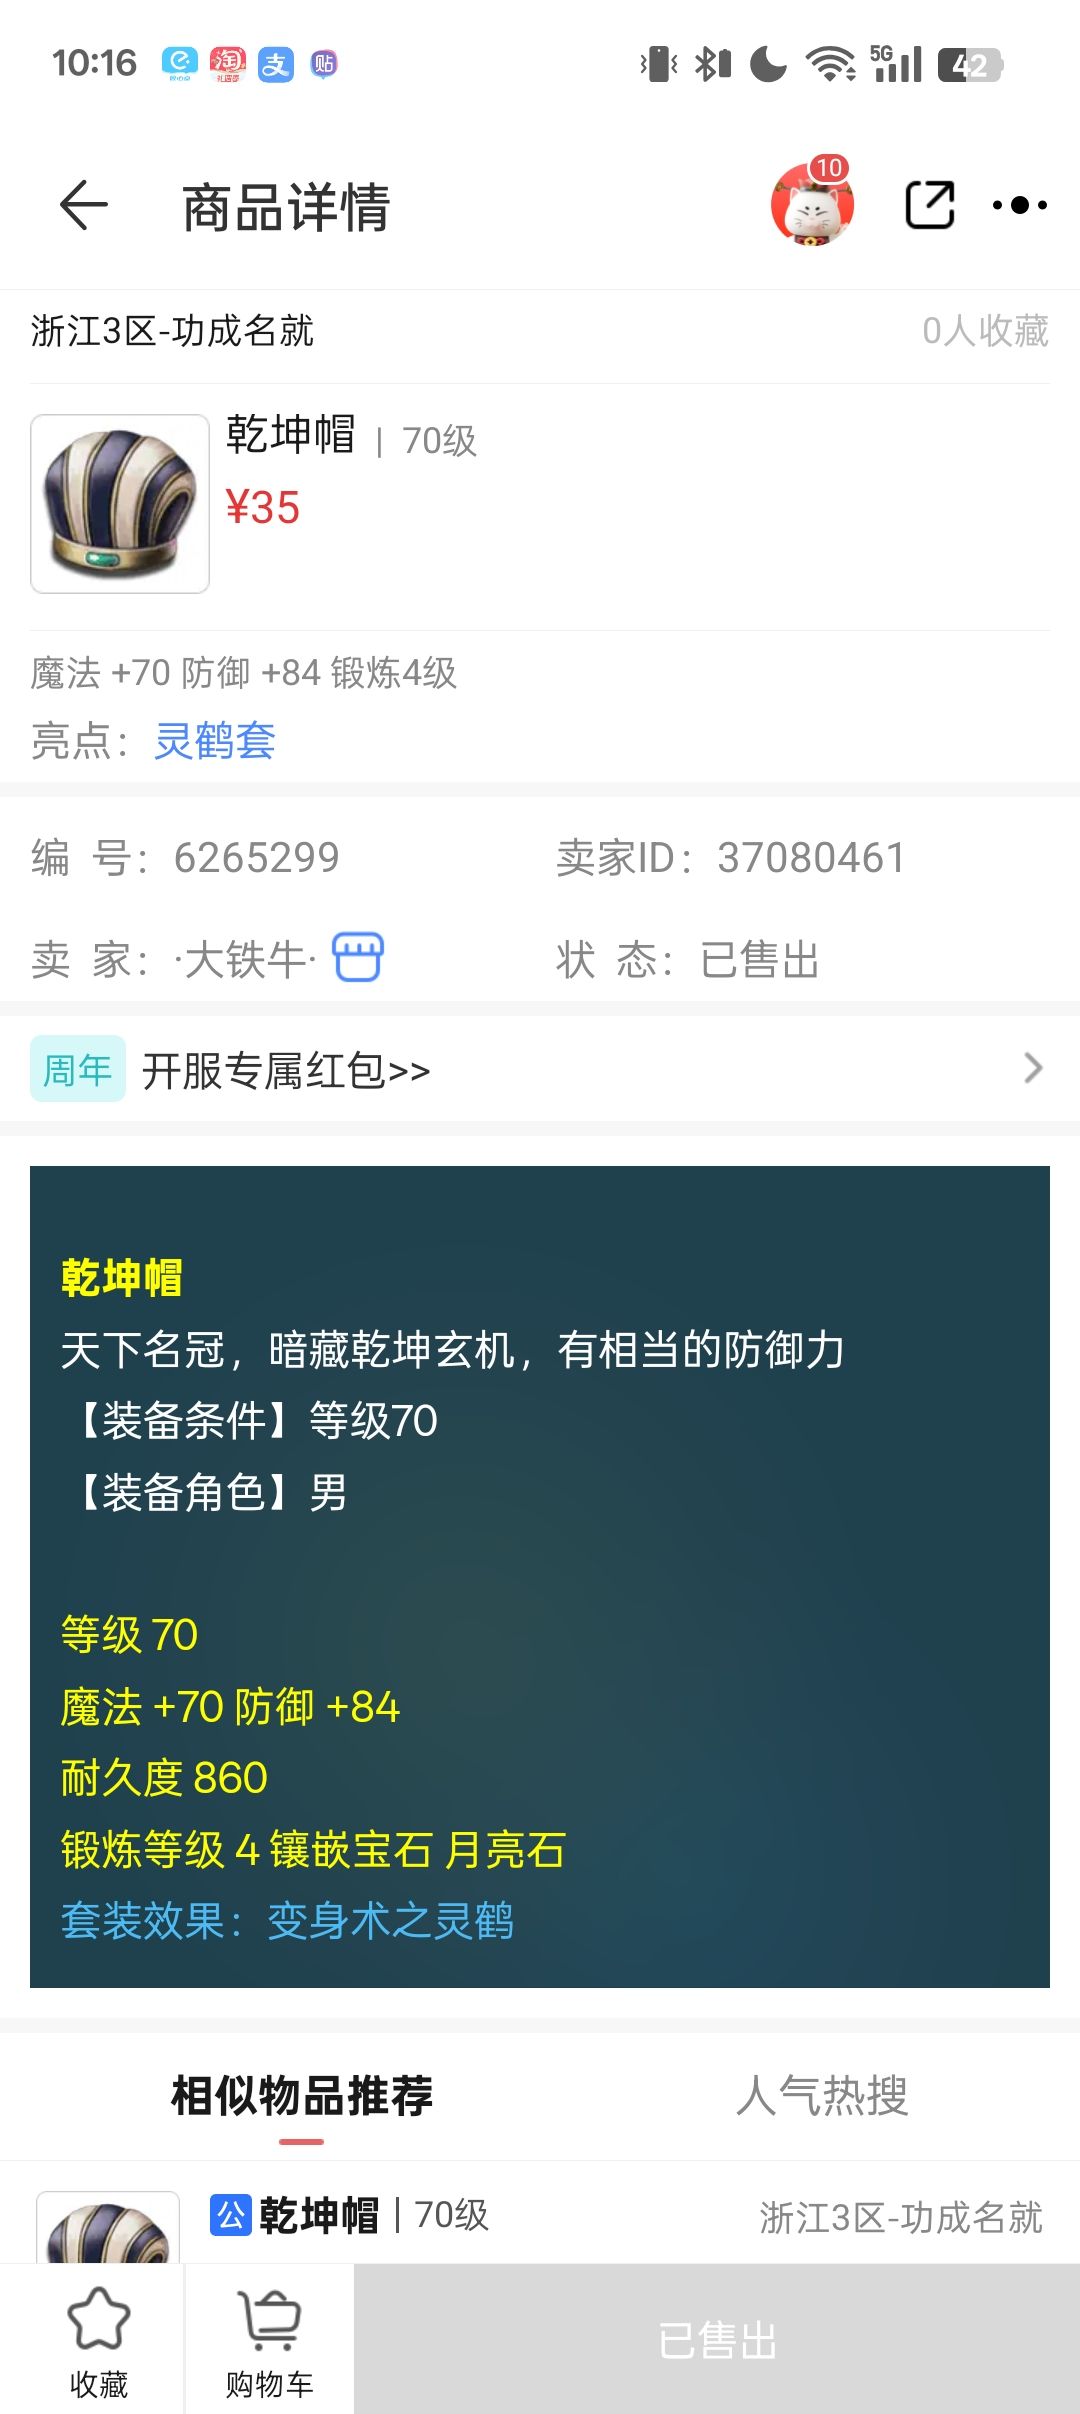 10:16 淘 支 贴 5G 42
10
商品详情
浙江3区-功成名就 0人收藏
乾坤帽 | 70级
¥35
魔法 +70 防御 +84 锻炼4级
亮点：灵鹤套
编 号：6265299 卖家ID：37080461
卖 家：·大铁牛· 状 态：已售出
周年 开服专属红包>>
乾坤帽
天下名冠，暗藏乾坤玄机，有相当的防御力
【装备条件】等级70
【装备角色】男
等级 70
魔法 +70 防御 +84
耐久度 860
锻炼等级 4 镶嵌宝石 月亮石
套装效果：变身术之灵鹤
相似物品推荐 人气热搜
公 乾坤帽 | 70级 浙江3区-功成名就
收藏 购物车 已售出